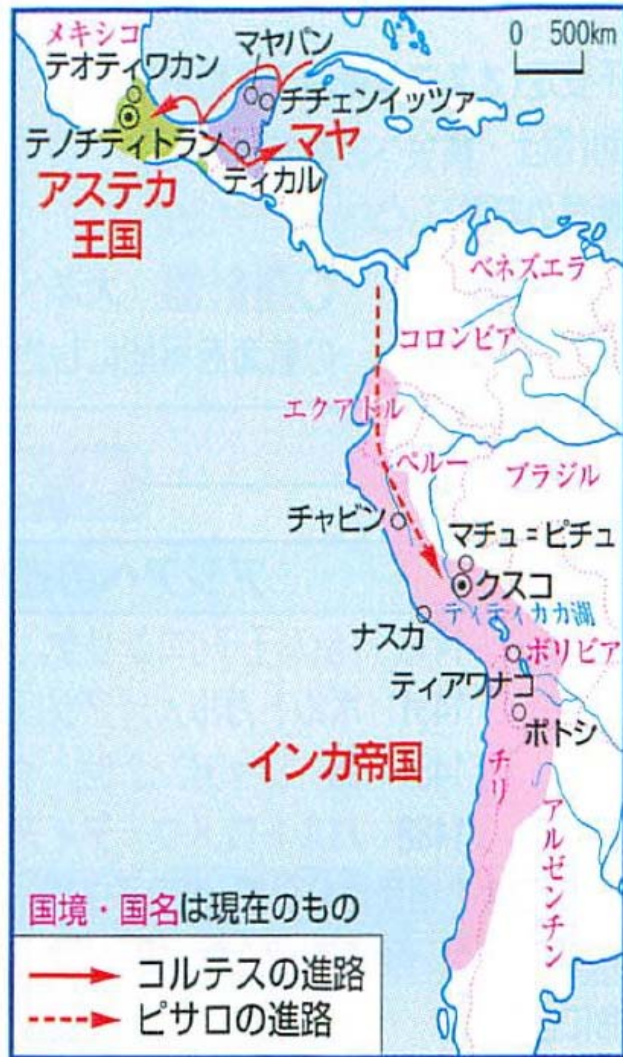 メキシコ
テオティワカン
マヤパン
0 500km
チチェンイッツァ
テノチティトラン
マヤ
ティカル
アステカ
王国
ベネズエラ
コロンビア
エクアドル
ペルー
ブラジル
チャビン
マチュ=ピチュ
クスコ
ティティカカ湖
ナスカ
ボリビア
ティアワナコ
ポトシ
インカ帝国
チリ
アルゼンチン
国境・国名は現在のもの
コルテスの進路
ピサロの進路